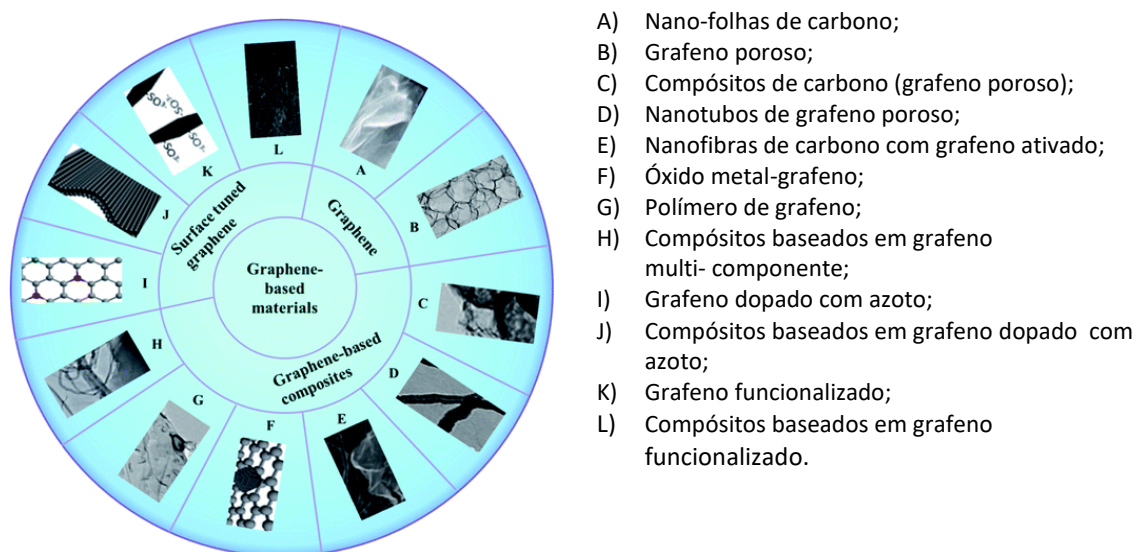 A) Nano-folhas de carbono;
B) Grafeno poroso;
C) Compósitos de carbono (grafeno poroso);
D) Nanotubos de grafeno poroso;
E) Nanofibras de carbono com grafeno ativado;
F) Óxido metal-grafeno;
G) Polímero de grafeno;
H) Compósitos baseados em grafeno
multi- componente;
I) Grafeno dopado com azoto;
J) Compósitos baseados em grafeno dopado com
azoto;
K) Grafeno funcionalizado;
L) Compósitos baseados em grafeno
funcionalizado.
Graphene-
based
materials
Graphene
Graphene-based
composites
Surface tuned
graphene
A
B
C
D
E
F
G
H
I
J
K
L